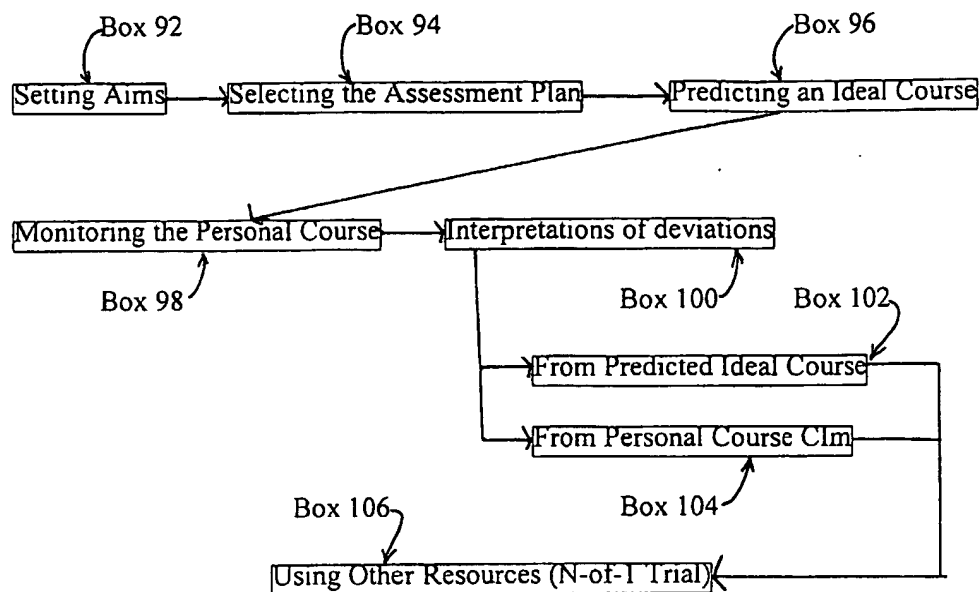 Box 92
Box 94
Box 96
Setting Aims
Selecting the Assessment Plan
Predicting an Ideal Course
Monitoring the Personal Course
Interpretations of deviations
Box 98
Box 100
Box 102
From Predicted Ideal Course
From Personal Course CIm
Box 104
Box 106
Using Other Resources (N-of-1 Trial)